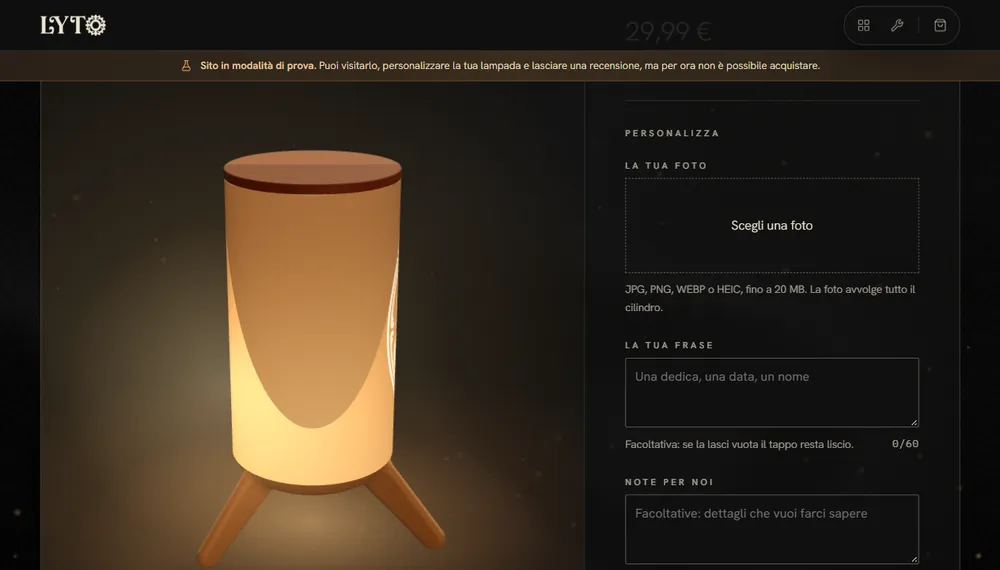 LYTO
29,99 €
Sito in modalità di prova. Puoi visitarlo, personalizzare la tua lampada e lasciare una recensione, ma per ora non è possibile acquistare.
PERSONALIZZA
LA TUA FOTO
Scegli una foto
JPG, PNG, WEBP o HEIC, fino a 20 MB. La foto avvolge tutto il
cilindro.
LA TUA FRASE
Una dedica, una data, un nome
Facoltativa: se la lasci vuota il tappo resta liscio.
0/60
NOTE PER NOI
Facoltative: dettagli che vuoi farci sapere